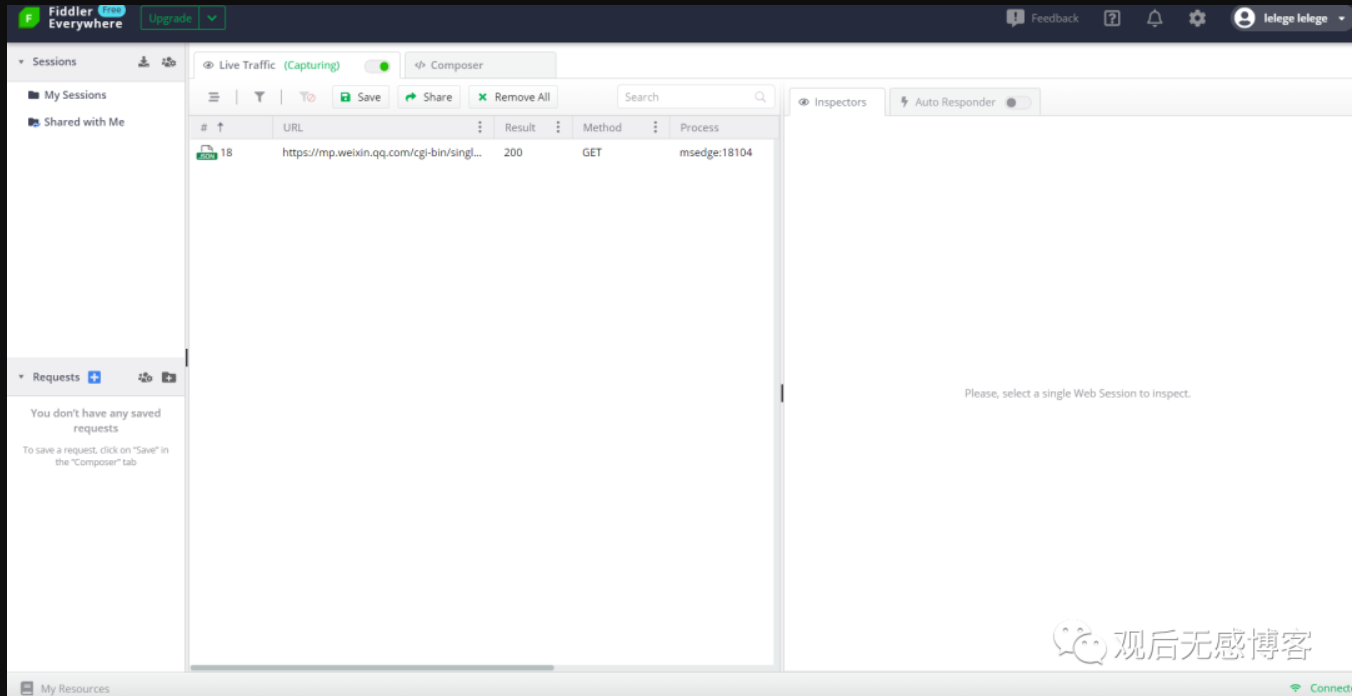 Fiddler Free
Everywhere
Upgrade
Feedback
lelege lelege
Sessions
My Sessions
Shared with Me
Live Traffic (Capturing)
Composer
Save
Share
Remove All
Search
# ↑ URL Result Method Process
JSON 18 https://mp.weixin.qq.com/cgi-bin/singl... 200 GET msedge:18104
Inspectors
Auto Responder
Please, select a single Web Session to inspect.
Requests
You don't have any saved
requests
To save a request, click on "Save" in
the "Composer" tab
观后无感博客
My Resources
Connecte